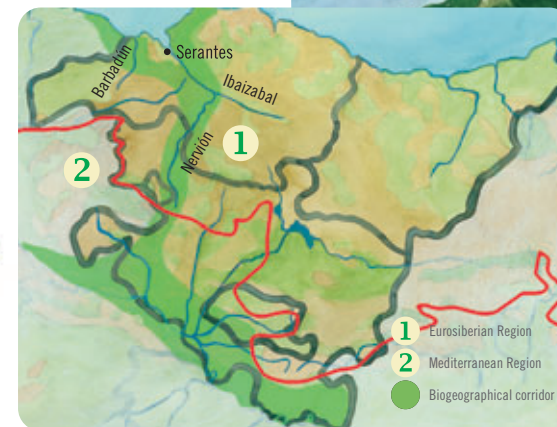 Barbadún
Serantes
Ibaizabal
Nervión
1
2
1 Eurosiberian Region
2 Mediterranean Region
Biogeographical corridor